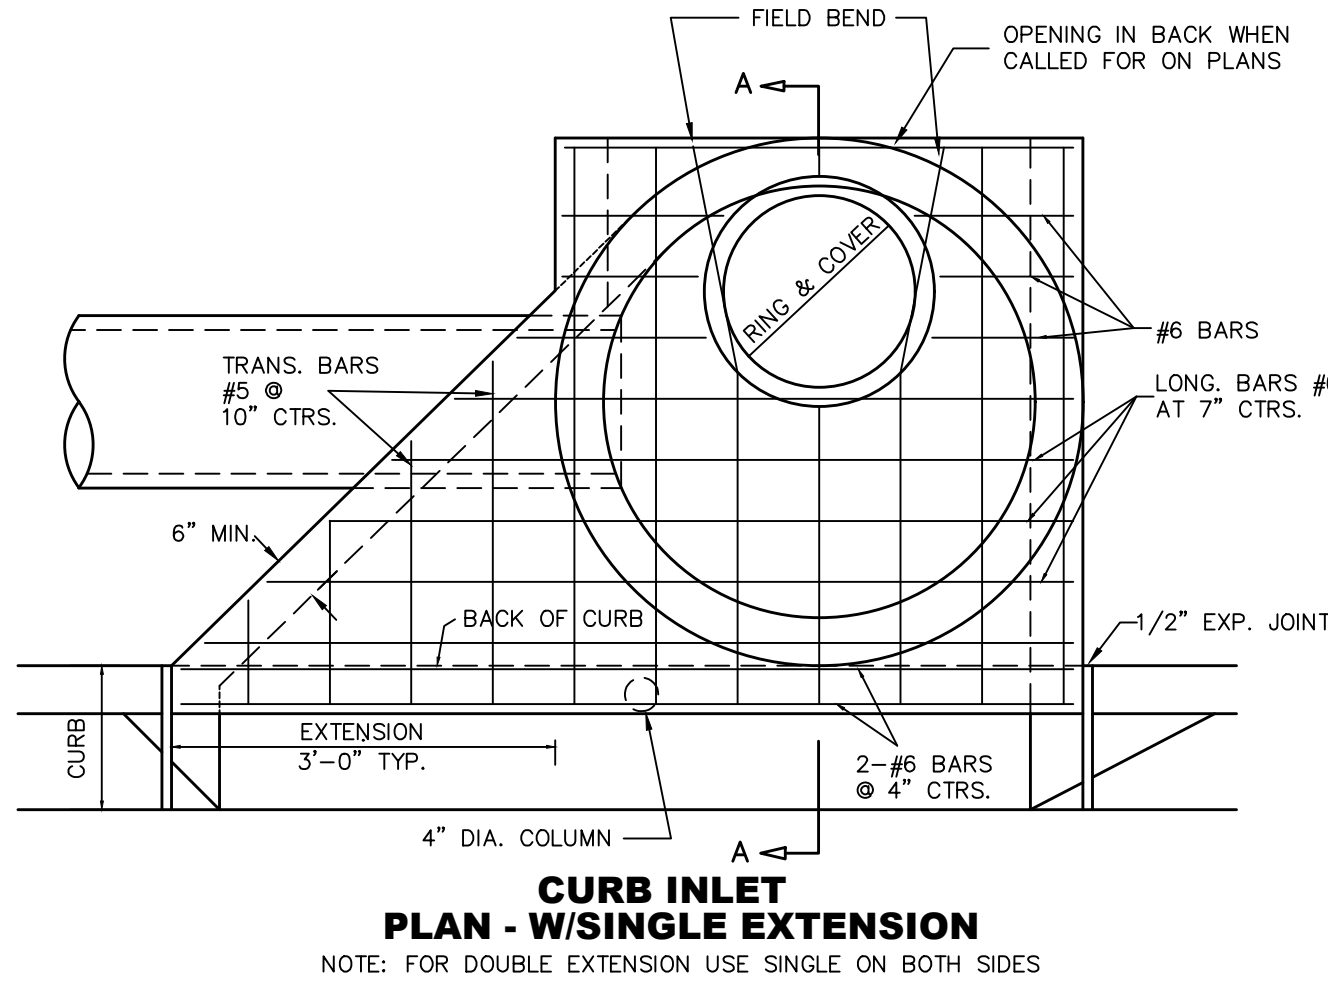 FIELD BEND
OPENING IN BACK WHEN
CALLED FOR ON PLANS
A
RING & COVER
#6 BARS
TRANS. BARS
#5 @
10” CTRS.
LONG. BARS
AT 7” CTRS.
6” MIN.
BACK OF CURB
1/2” EXP. JOINT
CURB
EXTENSION
3’-0” TYP.
2-#6 BARS
@ 4” CTRS.
4” DIA. COLUMN
A
CURB INLET
PLAN - W/SINGLE EXTENSION
NOTE: FOR DOUBLE EXTENSION USE SINGLE ON BOTH SIDES